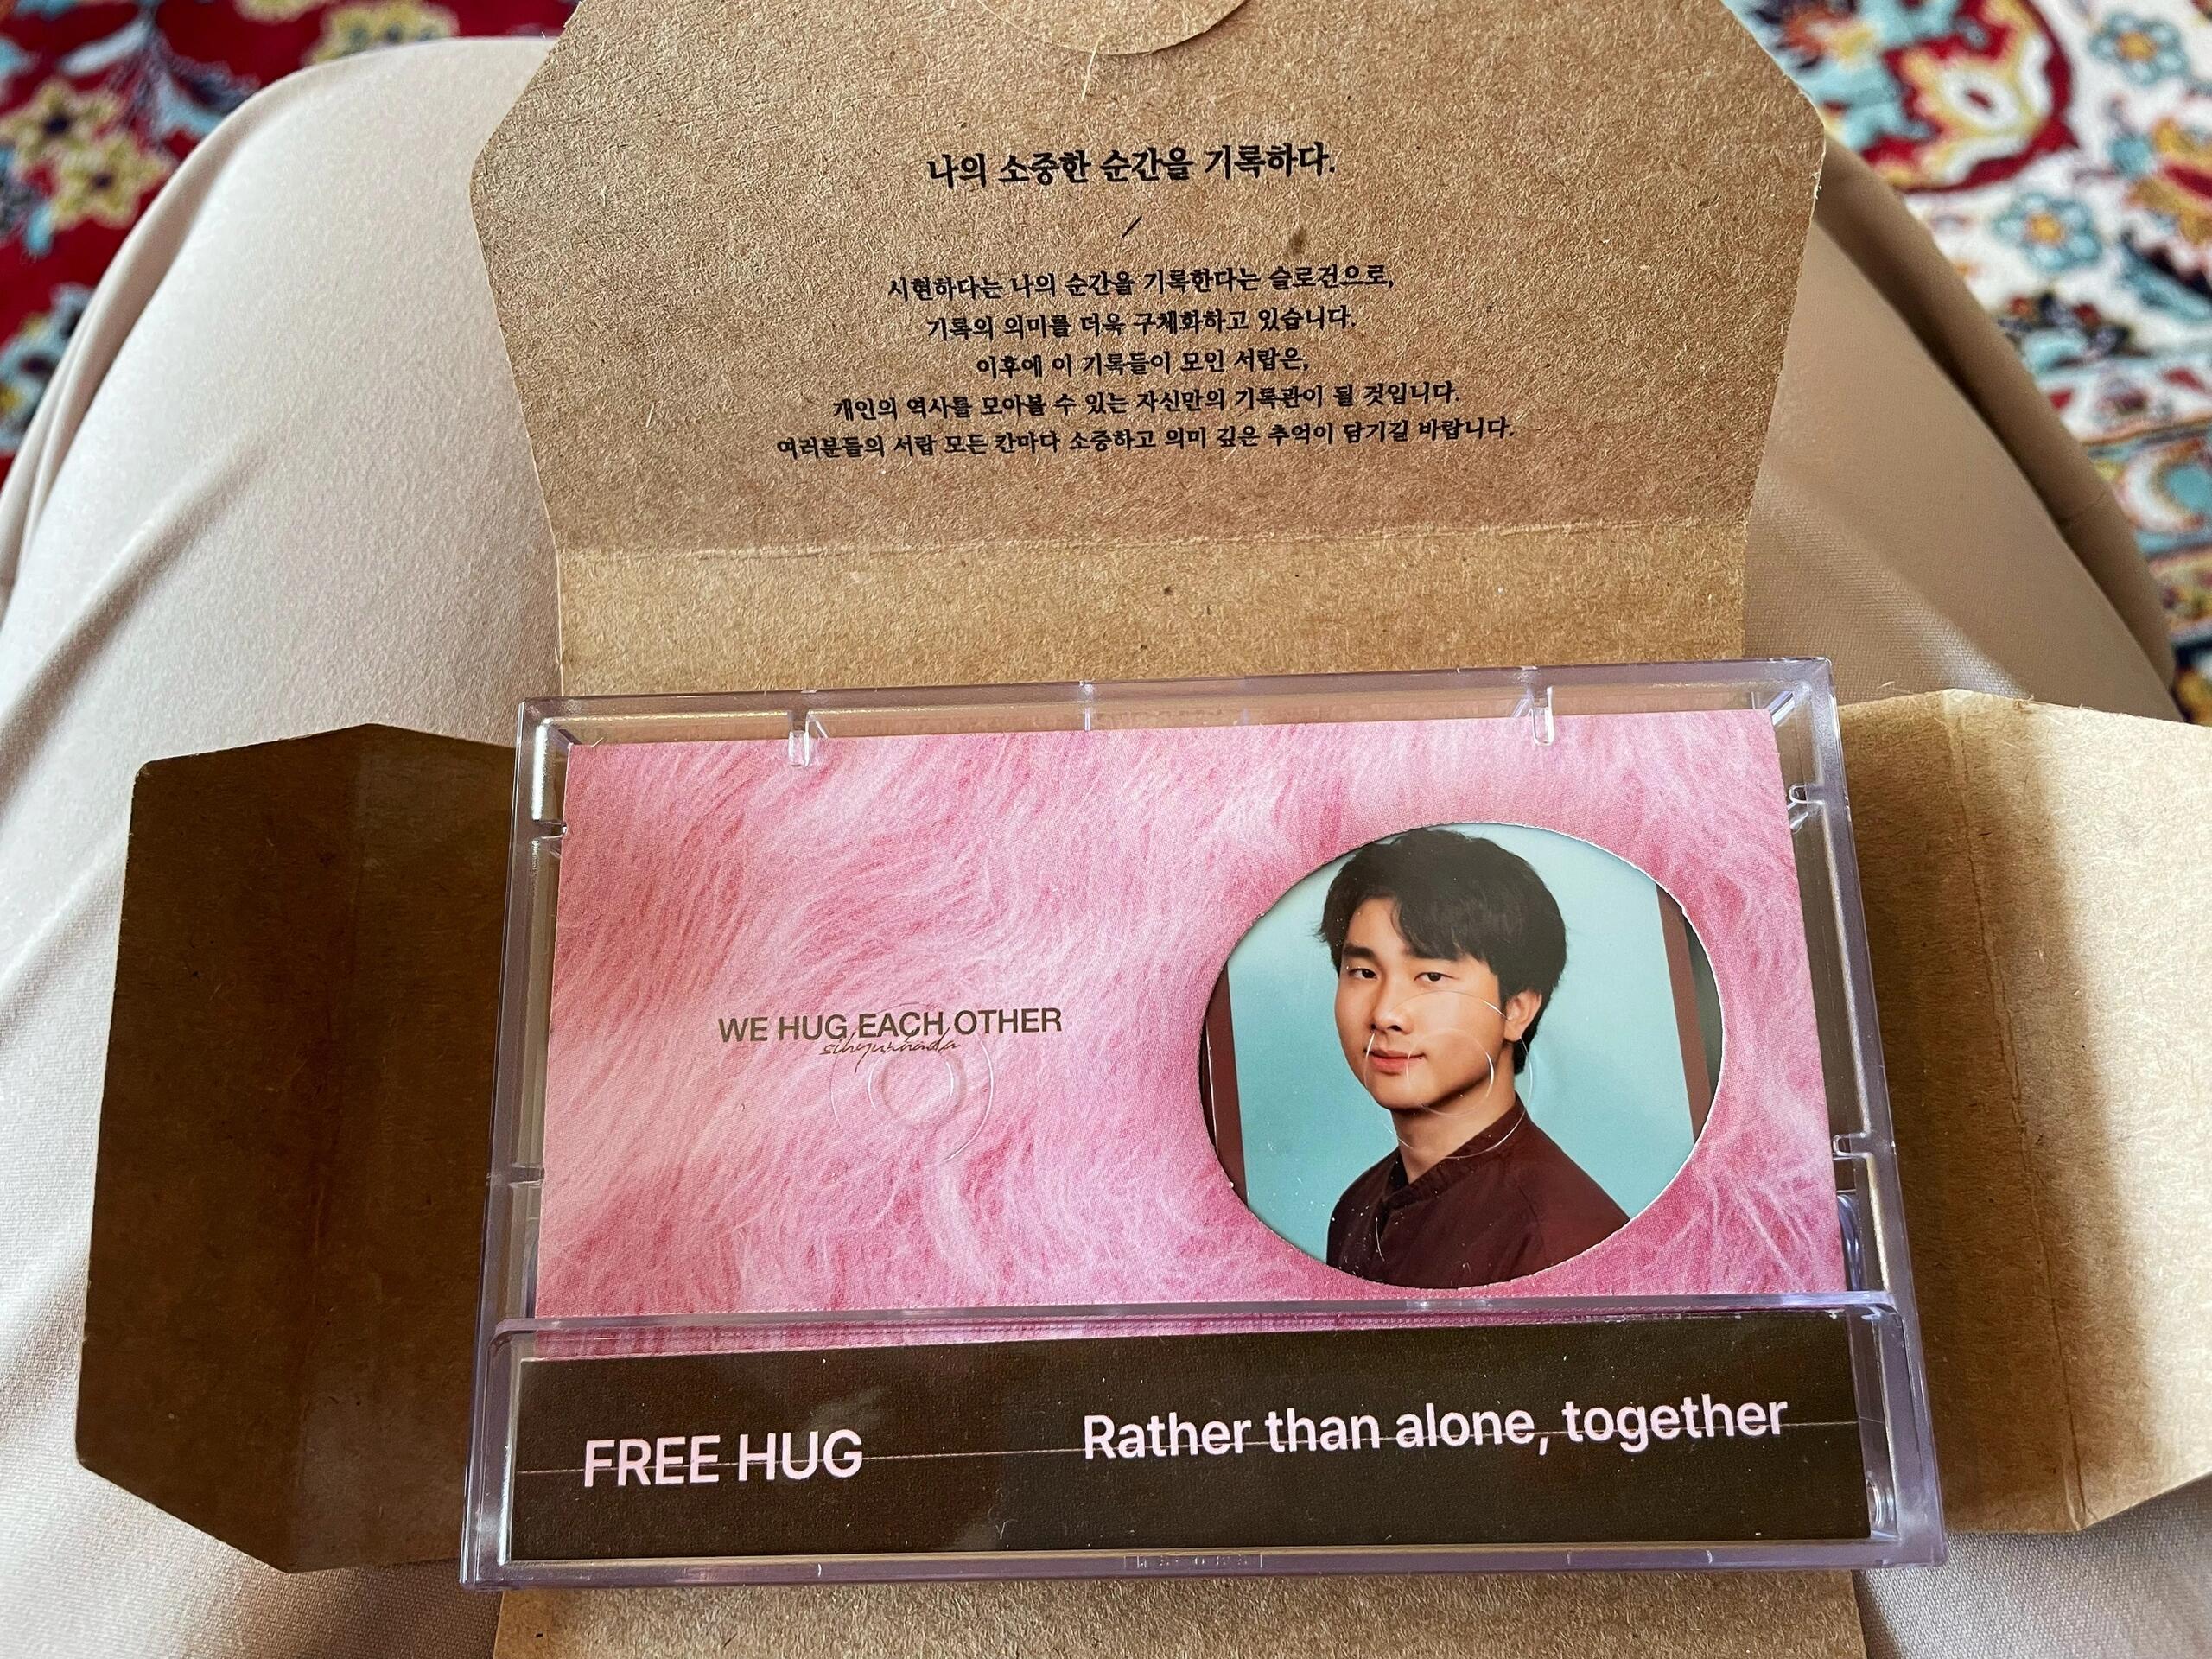 나의 소중한 순간을 기록하다.
/
시현하다는 나의 순간을 기록한다는 슬로건으로,
기록의 의미를 더욱 구체화하고 있습니다.
이후에 이 기록들이 모인 서랍은,
개인의 역사를 모아볼 수 있는 자신만의 기록관이 될 것입니다.
여러분들의 서랍 모든 칸마다 소중하고 의미 깊은 추억이 담기길 바랍니다.
WE HUG EACH OTHER
sihyunhada
FREE HUG
Rather than alone, together